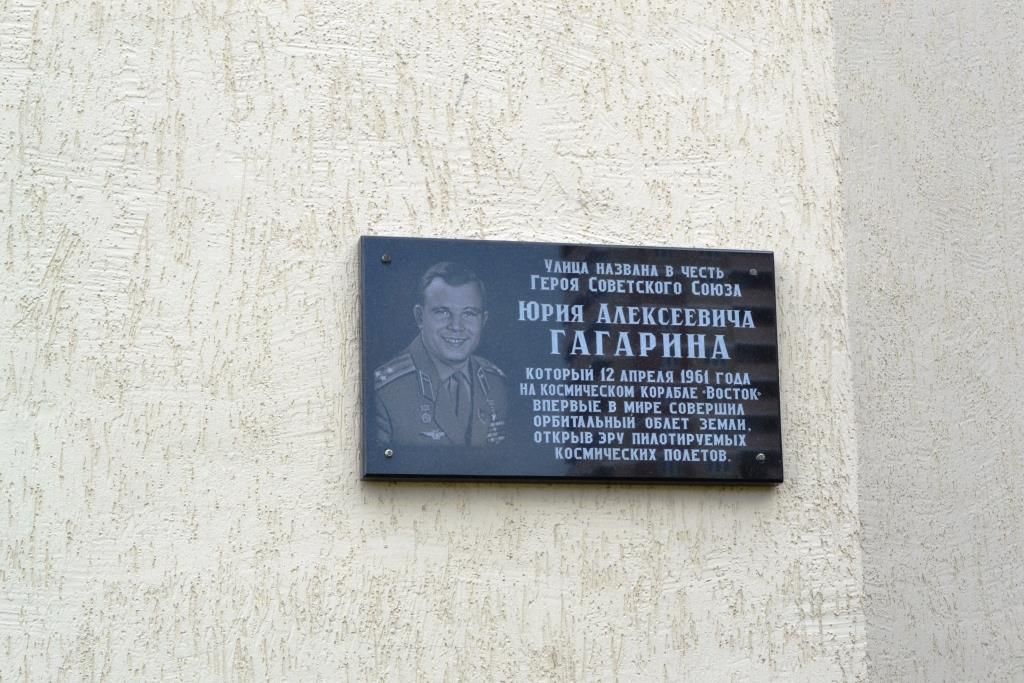 Улица названа в честь
Героя Советского Союза
Юрия Алексеевича
ГАГАРИНА
который 12 апреля 1961 года
на космическом корабле «Восток»
впервые в мире совершил
орбитальный облет Земли,
открыв эру пилотируемых
космических полетов.